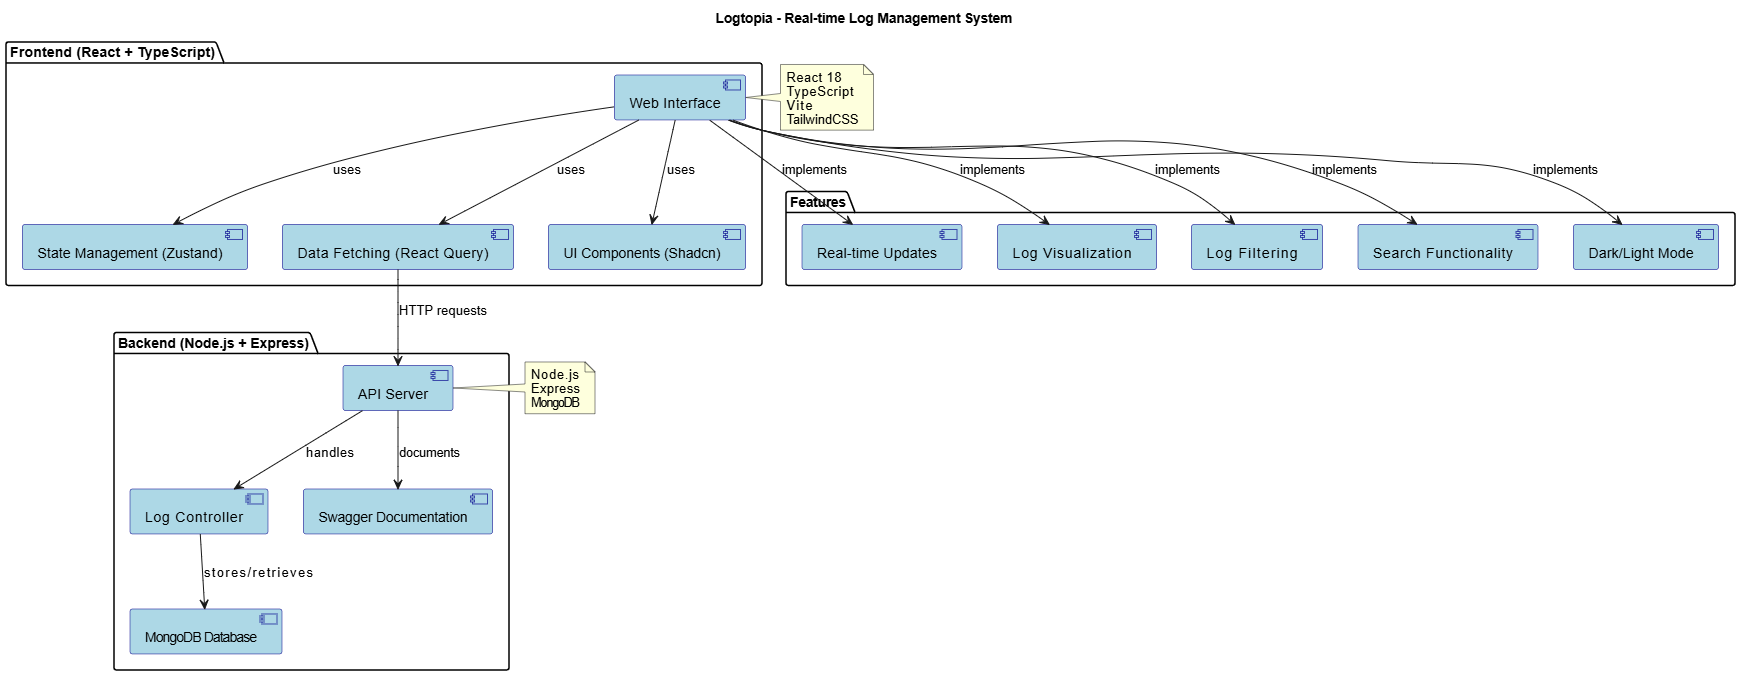 Logtopia - Real-time Log Management System
Frontend (React + TypeScript)
Web Interface
React 18
TypeScript
Vite
TailwindCSS
uses
uses
uses
implements
implements
implements
implements
implements
Features
State Management (Zustand)
Data Fetching (React Query)
UI Components (Shadcn)
Real-time Updates
Log Visualization
Log Filtering
Search Functionality
Dark/Light Mode
HTTP requests
Backend (Node.js + Express)
API Server
Node.js
Express
MongoDB
handles
documents
Log Controller
Swagger Documentation
stores/retrieves
MongoDB Database